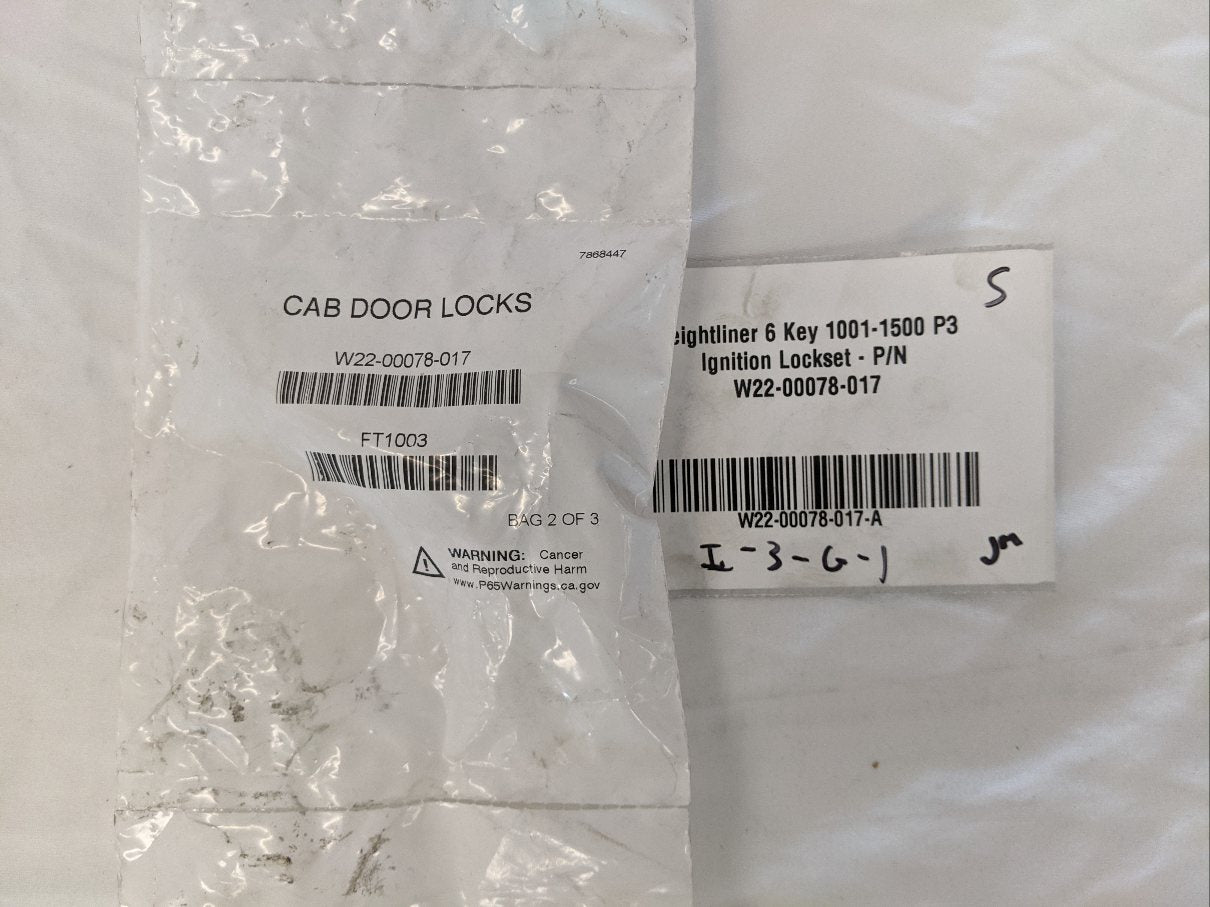 7868447
CAB DOOR LOCKS
W22-00078-017
FT1003
BAG 2 OF 3
WARNING: Cancer
and Reproductive Harm
www.P65Warnings.ca.gov
S
eightliner 6 Key 1001-1500 P3
Ignition Lockset - P/N
W22-00078-017
W22-00078-017-A
I-3-G-1